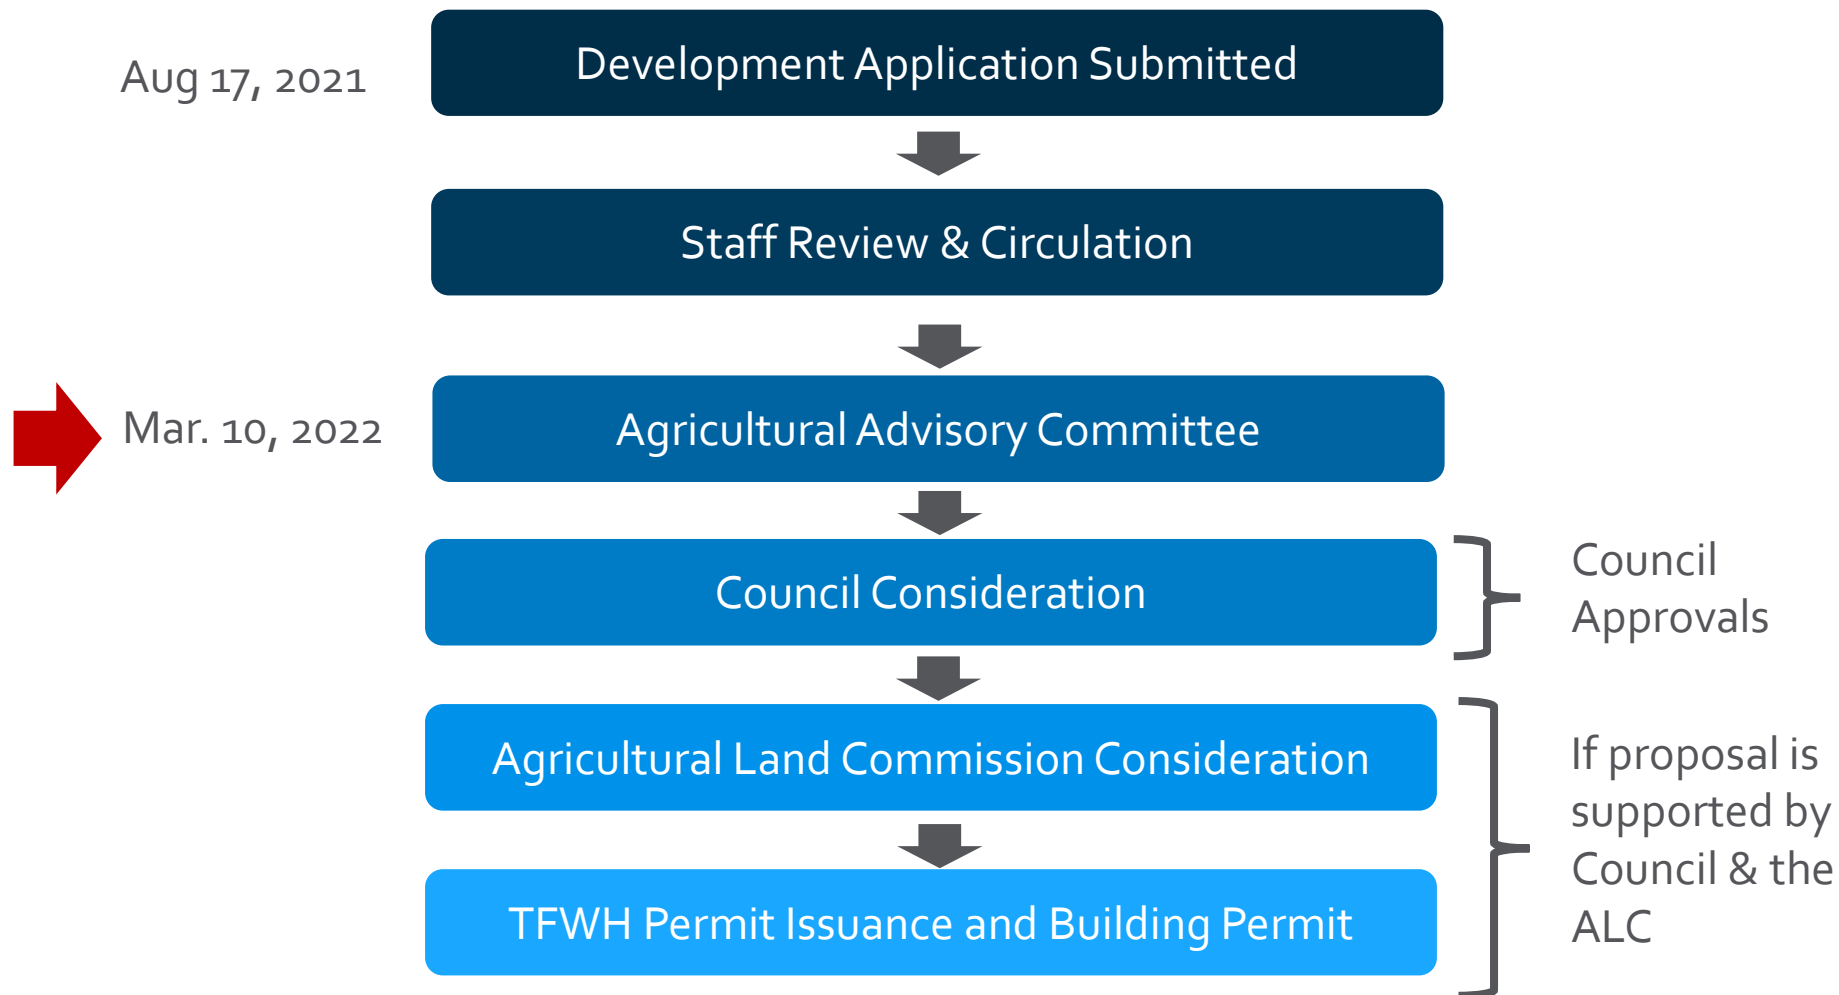 Aug 17, 2021
Development Application Submitted
Staff Review & Circulation
Mar. 10, 2022
Agricultural Advisory Committee
Council Consideration
Council
Approvals
Agricultural Land Commission Consideration
If proposal is
supported by
Council & the
ALC
TFWH Permit Issuance and Building Permit